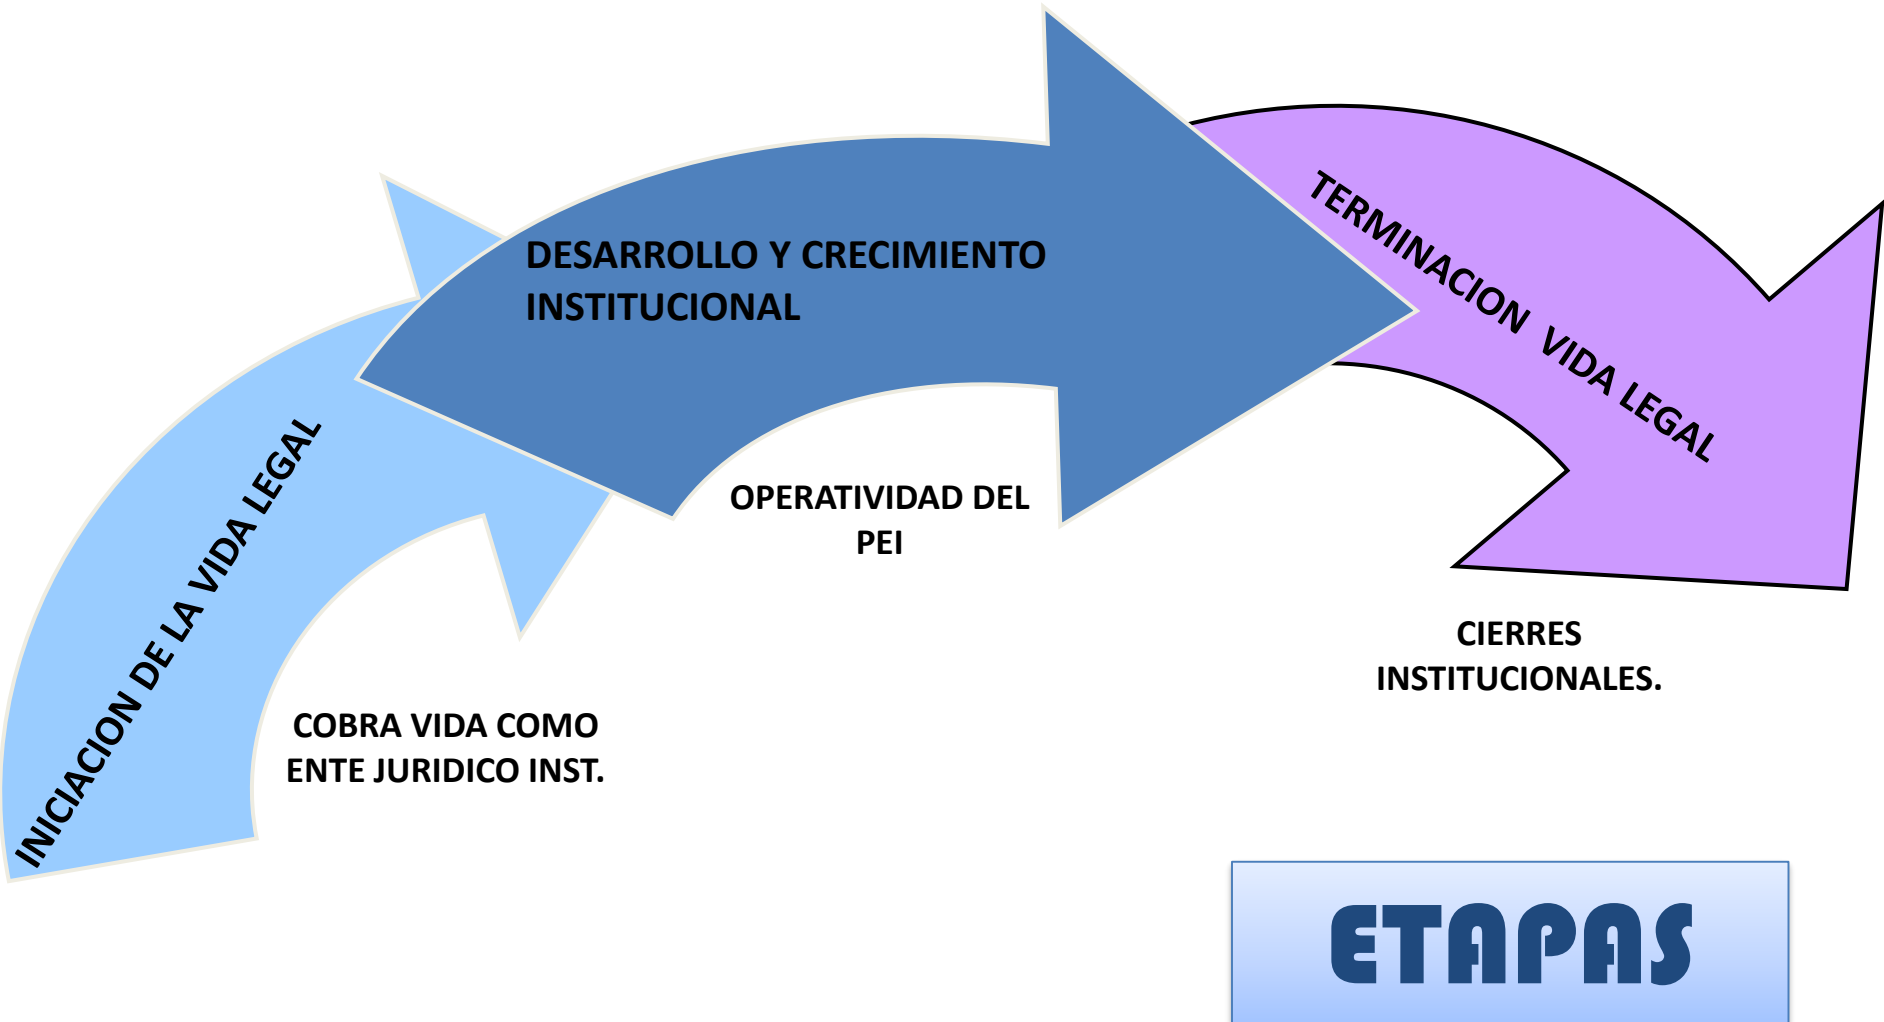 INICIACION DE LA VIDA LEGAL
DESARROLLO Y CRECIMIENTO
INSTITUCIONAL
TERMINACION VIDA LEGAL
OPERATIVIDAD DEL
PEI
COBRA VIDA COMO
ENTE JURIDICO INST.
CIERRES
INSTITUCIONALES.
ETAPAS